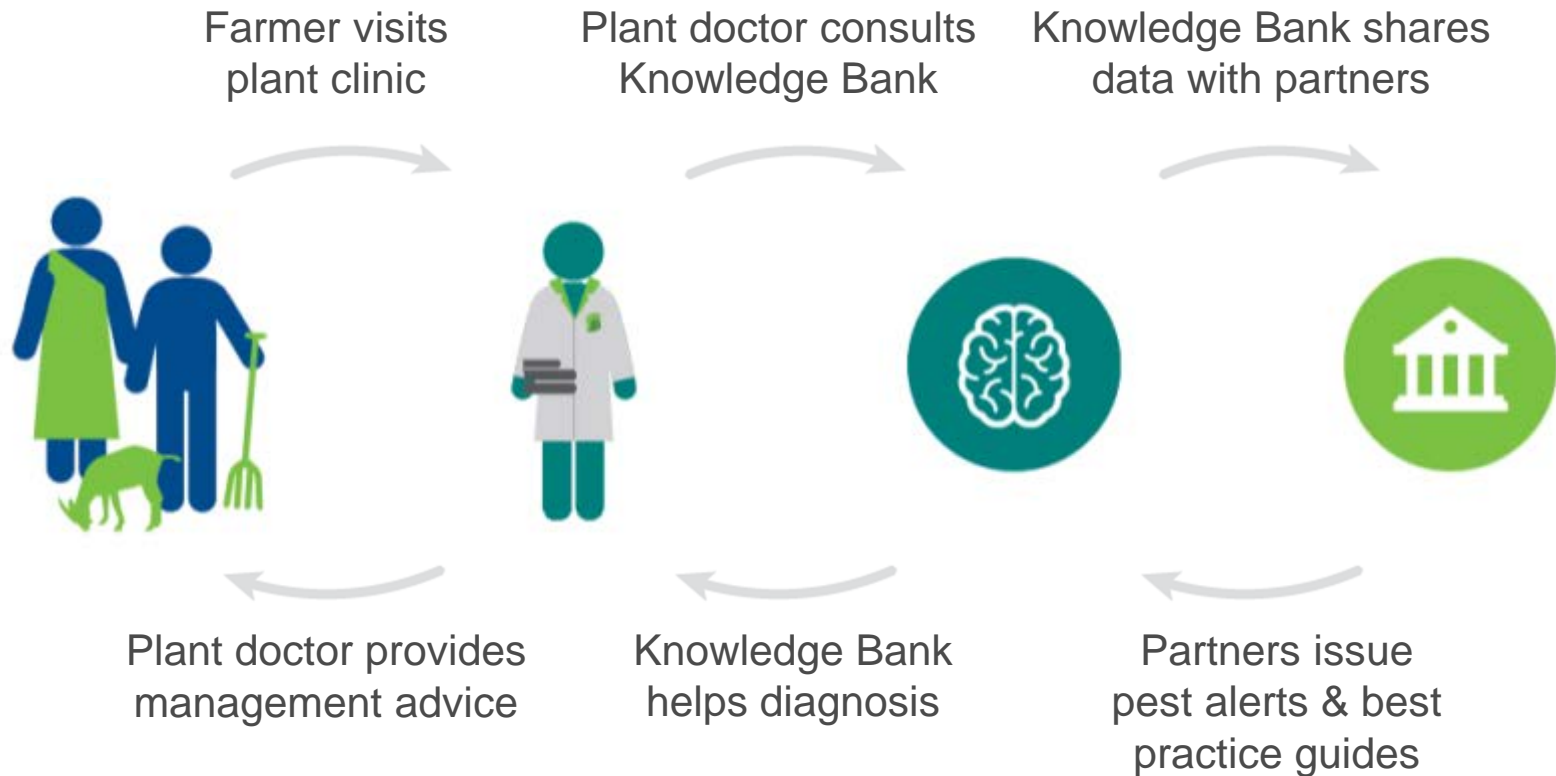 Farmer visits
plant clinic
Plant doctor consults
Knowledge Bank
Knowledge Bank shares
data with partners
Plant doctor provides
management advice
Knowledge Bank
helps diagnosis
Partners issue
pest alerts & best
practice guides